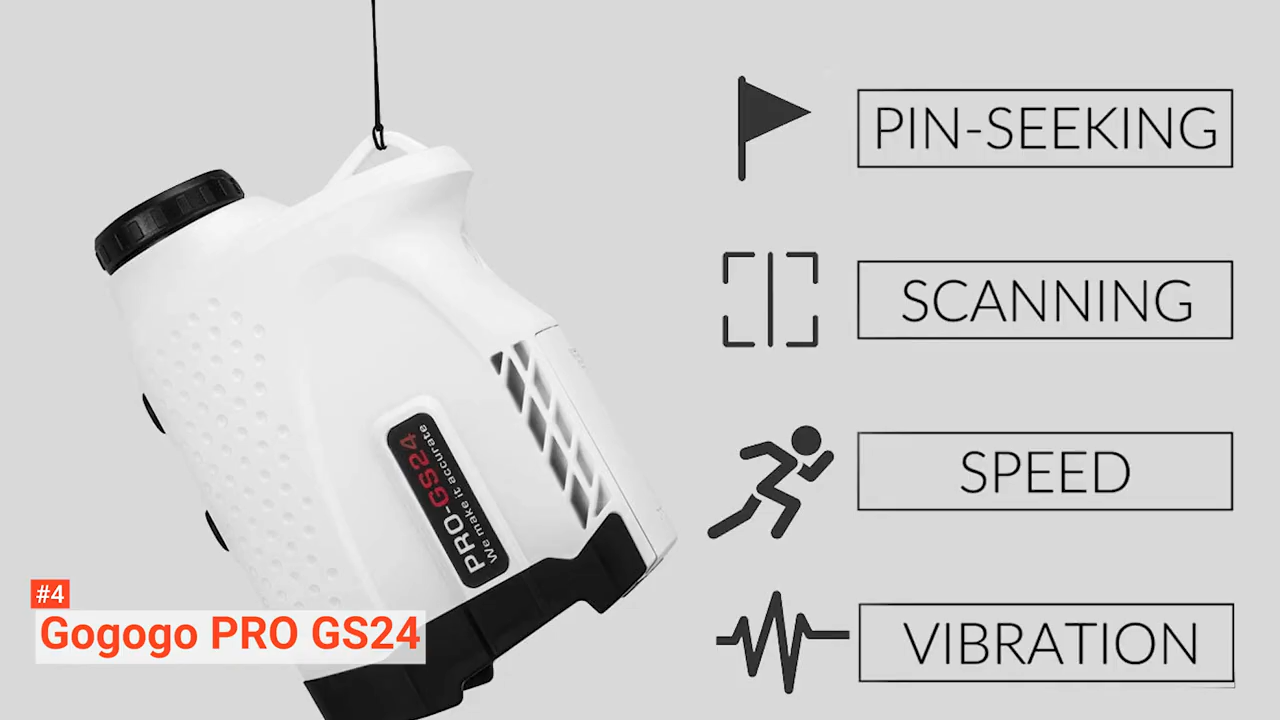 PIN-SEEKING
SCANNING
SPEED
VIBRATION
PRO-GS24
We make it accurate
#4
Gogogo PRO GS24